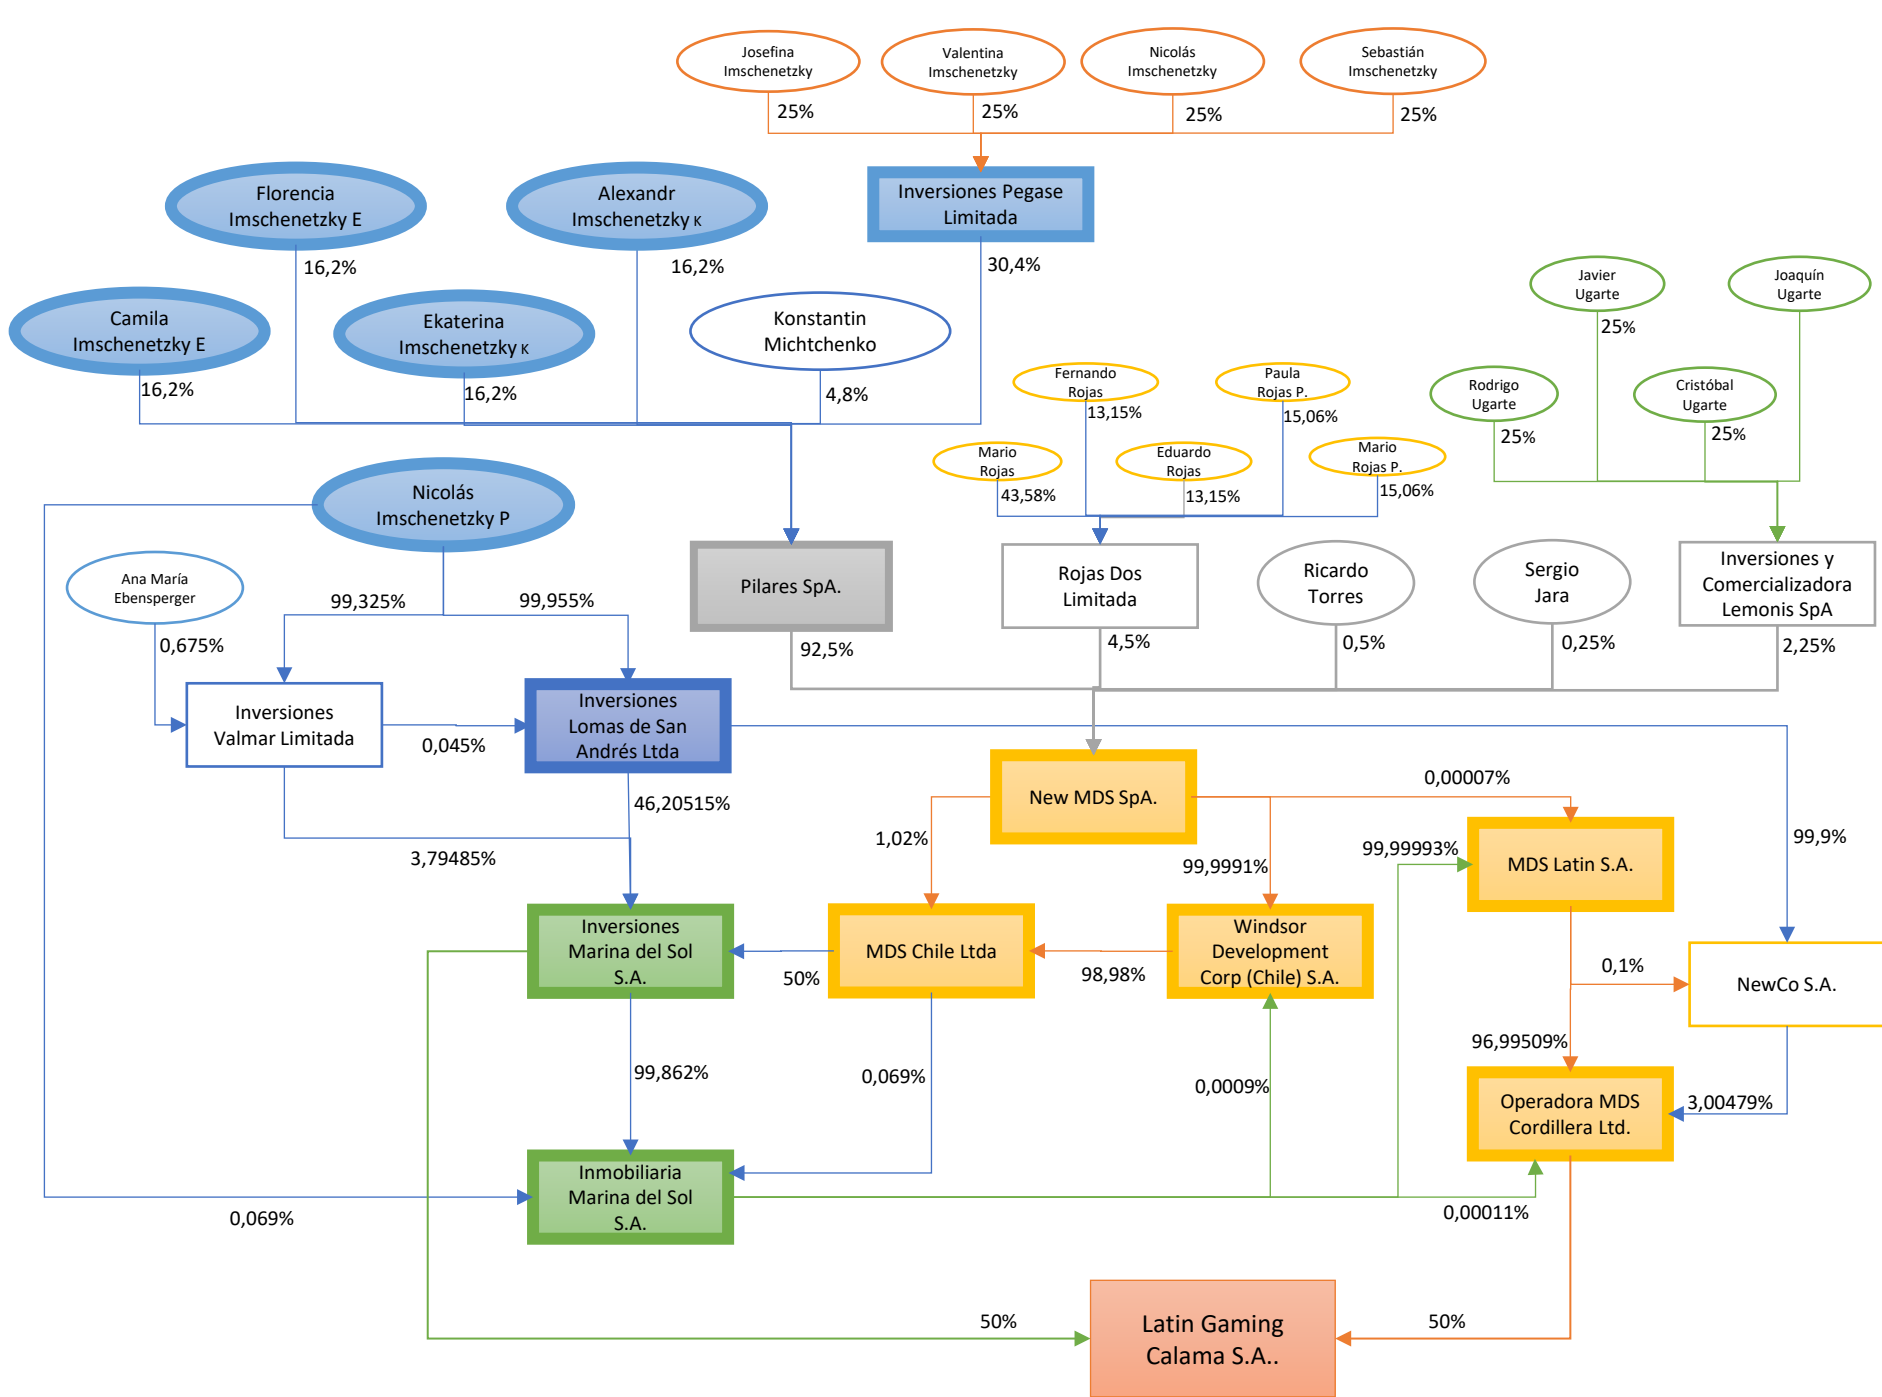 Josefina
Imschenetzky
Valentina
Imschenetzky
Nicolás
Imschenetzky
Sebastián
Imschenetzky
25%
25%
25%
25%
Florencia
Imschenetzky E
Alexandr
Imschenetzky K
Inversiones Pegase
Limitada
16,2%
16,2%
30,4%
Camila
Imschenetzky E
Ekaterina
Imschenetzky K
Konstantin
Michtchenko
16,2%
16,2%
4,8%
Javier
Ugarte
Joaquín
Ugarte
25%
Fernando
Rojas
Paula
Rojas P.
Rodrigo
Ugarte
Cristóbal
Ugarte
13,15%
15,06%
25%
25%
Mario
Rojas
Eduardo
Rojas
Mario
Rojas P.
43,58%
13,15%
15,06%
Nicolás
Imschenetzky P
Ana María
Ebensperger
99,325%
99,955%
0,675%
Pilares SpA.
Rojas Dos
Limitada
Ricardo
Torres
Sergio
Jara
Inversiones y
Comercializadora
Lemonis SpA
92,5%
4,5%
0,5%
0,25%
2,25%
Inversiones
Valmar Limitada
0,045%
Inversiones
Lomas de San
Andrés Ltda
New MDS SpA.
0,00007%
46,20515%
3,79485%
1,02%
99,9991%
99,99993%
MDS Latin S.A.
99,9%
Inversiones
Marina del Sol
S.A.
50%
MDS Chile Ltda
98,98%
Windsor
Development
Corp (Chile) S.A.
0,1%
NewCo S.A.
96,99509%
99,862%
0,069%
0,0009%
Operadora MDS
Cordillera Ltd.
3,00479%
Inmobiliaria
Marina del Sol
S.A.
0,069%
0,00011%
50%
Latin Gaming
Calama S.A..
50%